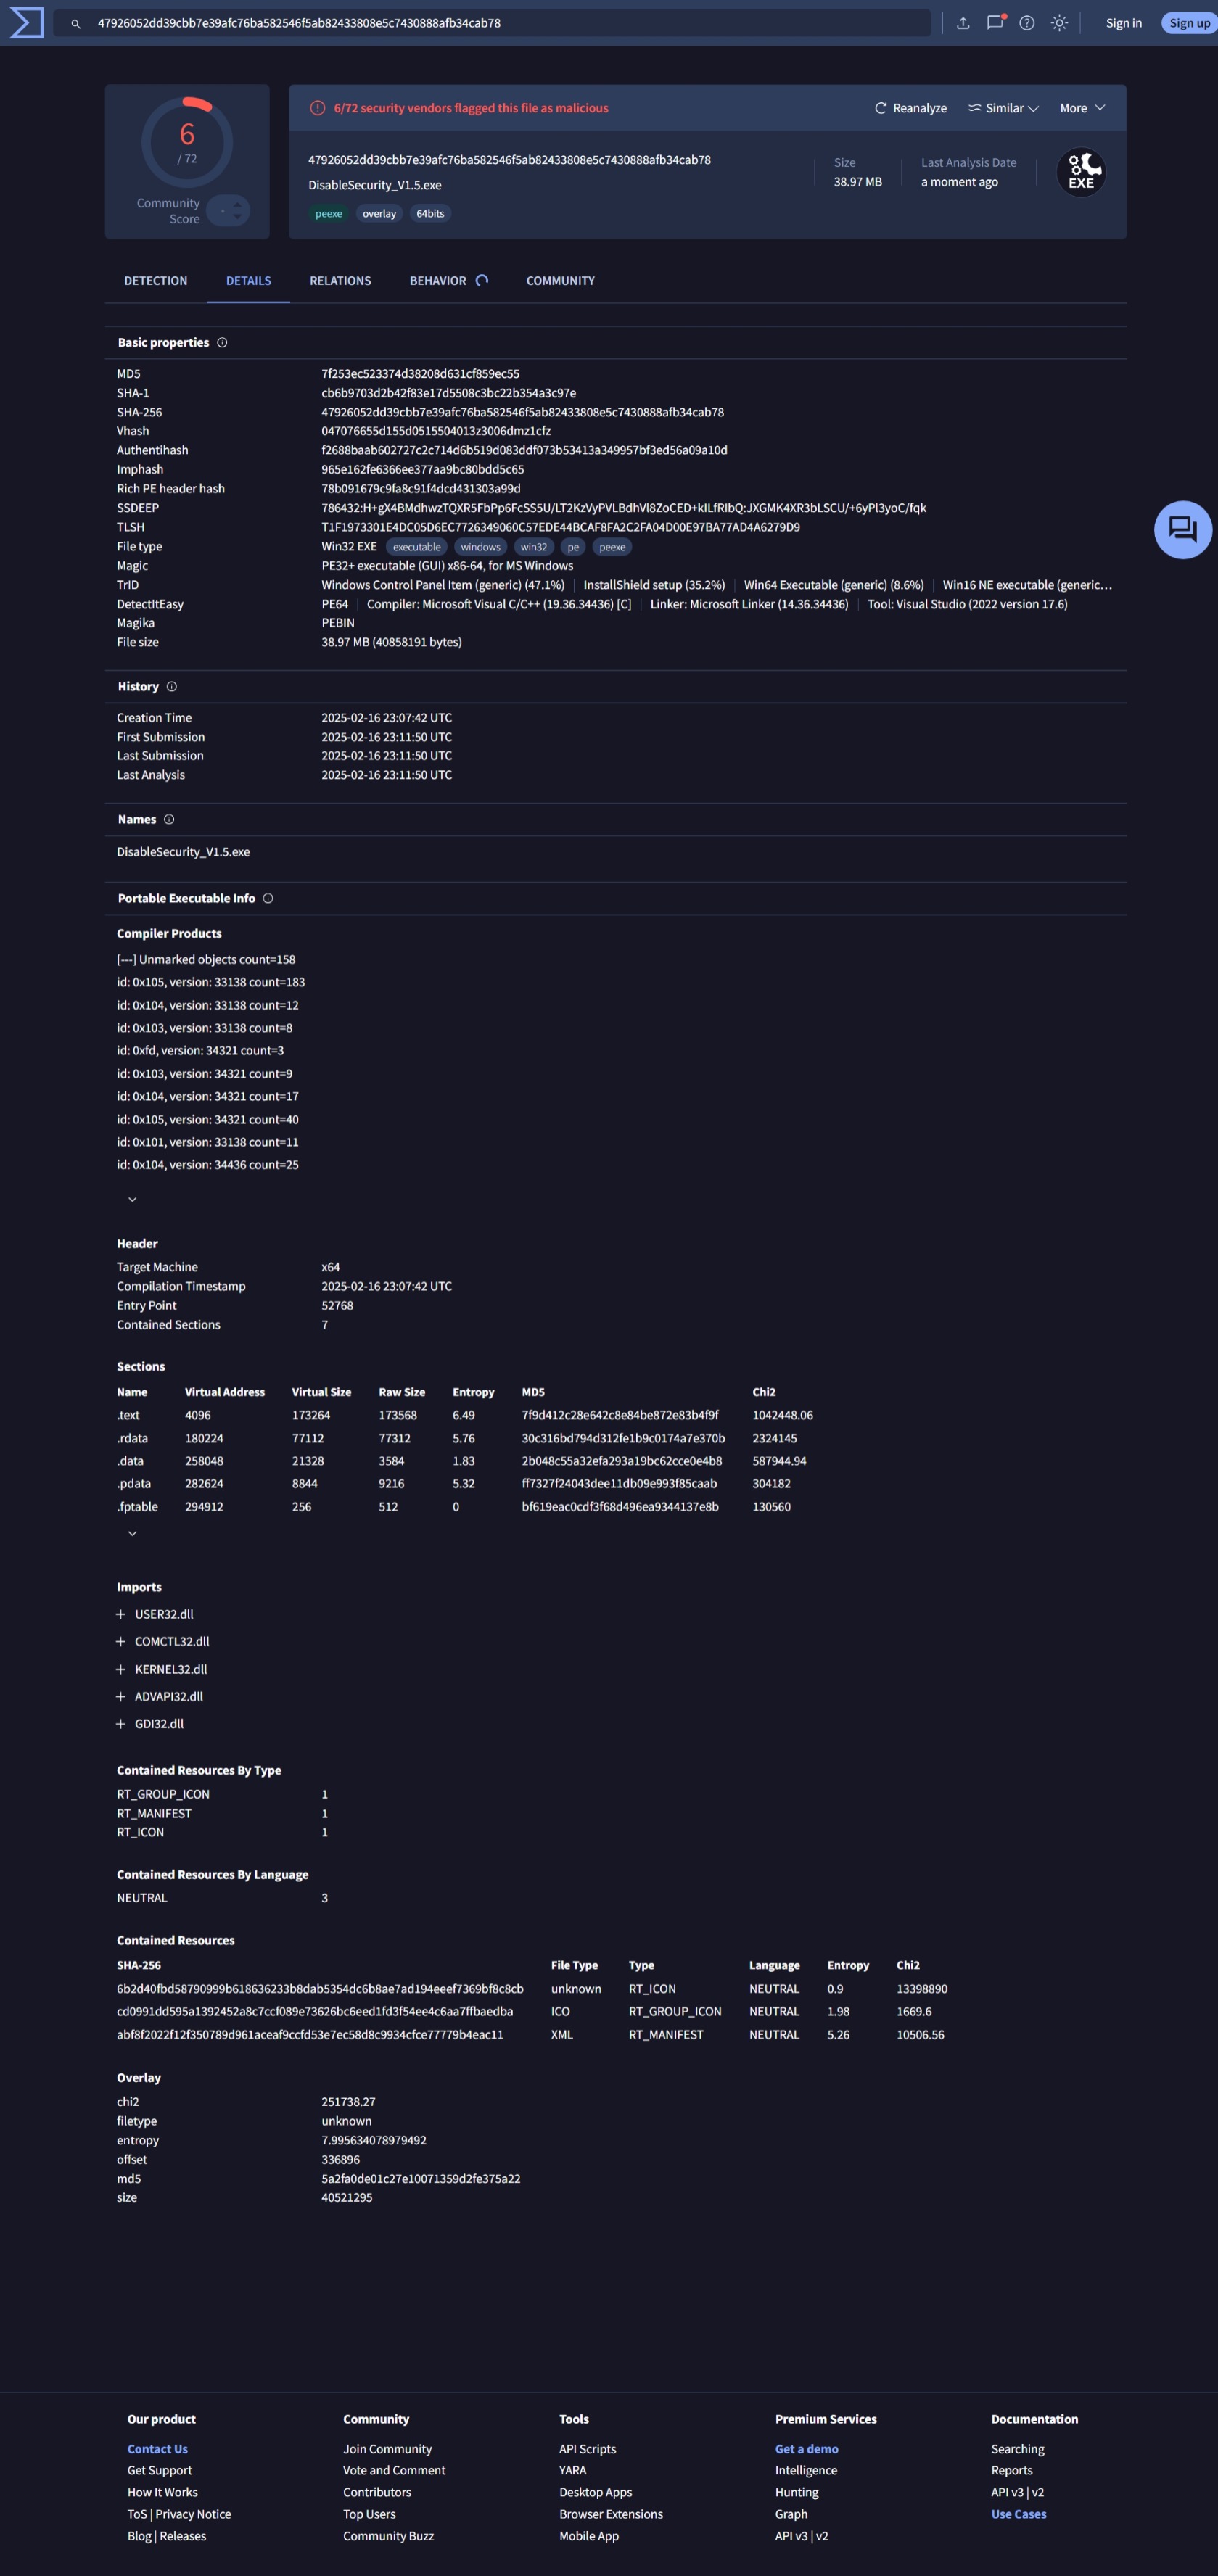 47926052dd39cbb7e39afc76ba582546f5ab82433808e5c7430888afb34cab78
Sign in
Sign up
6
/ 72
Community
Score
6/72 security vendors flagged this file as malicious
Reanalyze
Similar
More
47926052dd39cbb7e39afc76ba582546f5ab82433808e5c7430888afb34cab78
DisableSecurity_V1.5.exe
peexe overlay 64bits
Size
38.97 MB
Last Analysis Date
a moment ago
EXE
DETECTION DETAILS RELATIONS BEHAVIOR COMMUNITY
Basic properties
MD5 7f253ec523374d38208d631cf859ec55
SHA-1 cb6b9703d2b42f83e17d5508c3bc22b354a3c97e
SHA-256 47926052dd39cbb7e39afc76ba582546f5ab82433808e5c7430888afb34cab78
Vhash 047076655d155d0515504013z3006dmz1cfz
Authentihash f2688baab602727c2c714d6b519d083ddf073b53413a349957bf3ed56a09a10d
Imphash 965e162fe6366ee377aa9bc80bdd5c65
Rich PE header hash 78b091679c9fa8c91f4dcd431303a99d
SSDEEP 786432:H+gX4BMdhwzTQXR5FbPp6FcSS5U/LT2KzVyPVLBdhVl8ZoCED+kILfRIbQ:JXGMK4XR3bLSCU/+6yPl3yoC/fqk
TLSH T1F1973301E4DC05D6EC7726349060C57EDE44BCAF8FA2C2FA04D00E97BA77AD4A6279D9
File type Win32 EXE executable windows win32 pe peexe
Magic PE32+ executable (GUI) x86-64, for MS Windows
TrID Windows Control Panel Item (generic) (47.1%) | InstallShield setup (35.2%) | Win64 Executable (generic) (8.6%) | Win16 NE executable (generic...
DetectItEasy PE64 | Compiler: Microsoft Visual C/C++ (19.36.34436) [C] | Linker: Microsoft Linker (14.36.34436) | Tool: Visual Studio (2022 version 17.6)
Magika PEBIN
File size 38.97 MB (40858191 bytes)
History
Creation Time 2025-02-16 23:07:42 UTC
First Submission 2025-02-16 23:11:50 UTC
Last Submission 2025-02-16 23:11:50 UTC
Last Analysis 2025-02-16 23:11:50 UTC
Names
DisableSecurity_V1.5.exe
Portable Executable Info
Compiler Products
[---] Unmarked objects count=158
id: 0x105, version: 33138 count=183
id: 0x104, version: 33138 count=12
id: 0x103, version: 33138 count=8
id: 0xfd, version: 34321 count=3
id: 0x103, version: 34321 count=9
id: 0x104, version: 34321 count=17
id: 0x105, version: 34321 count=40
id: 0x101, version: 33138 count=11
id: 0x104, version: 34436 count=25
Header
Target Machine x64
Compilation Timestamp 2025-02-16 23:07:42 UTC
Entry Point 52768
Contained Sections 7
Sections
Name Virtual Address Virtual Size Raw Size Entropy MD5 Chi2
.text 4096 173264 173568 6.49 7f9d412c28e642c8e84be872e83b4f9f 1042448.06
.rdata 180224 77112 77312 5.76 30c316bd794d312fe1b9c0174a7e370b 2324145
.data 258048 21328 3584 1.83 2b048c55a32efa293a19bc62cce0e4b8 587944.94
.pdata 282624 8844 9216 5.32 ff7327f24043dee11db09e993f85caab 304182
.fptable 294912 256 512 0 bf619eac0cdf3f68d496ea9344137e8b 130560
Imports
USER32.dll
COMCTL32.dll
KERNEL32.dll
ADVAPI32.dll
GDI32.dll
Contained Resources By Type
RT_GROUP_ICON 1
RT_MANIFEST 1
RT_ICON 1
Contained Resources By Language
NEUTRAL 3
Contained Resources
SHA-256 File Type Type Language Entropy Chi2
6b2d40fbd58790999b618636233b8dab5354dc6b8ae7ad194eeef7369bf8c8cb unknown RT_ICON NEUTRAL 0.9 13398890
cd0991dd595a1392452a8c7ccf089e73626bc6eed1fd3f54ee4c6aa7ffbaedba ICO RT_GROUP_ICON NEUTRAL 1.98 1669.6
abf8f2022f12f350789d961aceaf9ccfd53e7ec58d8c9934cfce77779b4eac11 XML RT_MANIFEST NEUTRAL 5.26 10506.56
Overlay
chi2 251738.27
filetype unknown
entropy 7.995634078979492
offset 336896
md5 5a2fa0de01c27e10071359d2fe375a22
size 40521295
Our product Community Tools Premium Services Documentation
Contact Us Join Community API Scripts Get a demo Searching
Get Support Vote and Comment YARA Intelligence Reports
How It Works Contributors Desktop Apps Hunting API v3 | v2
ToS | Privacy Notice Top Users Browser Extensions Graph Use Cases
Blog | Releases Community Buzz Mobile App API v3 | v2